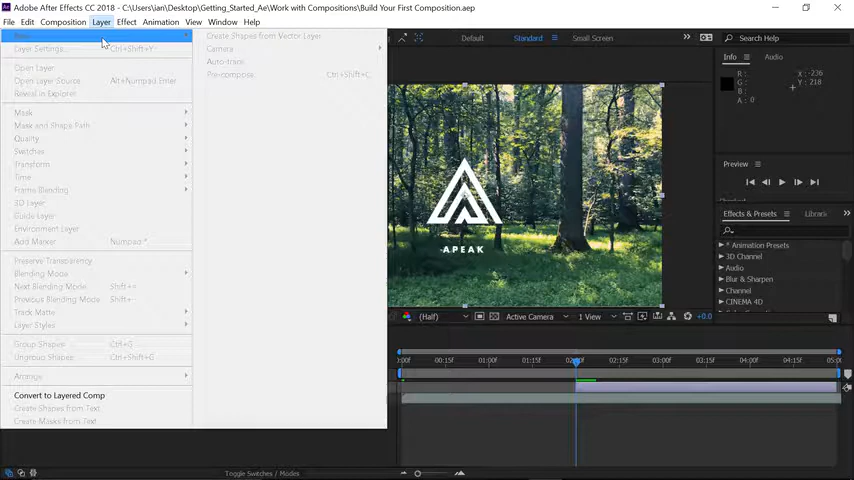 Adobe After Effects CC 2018 - C:\Users\ian\Desktop\Getting_Started_Ae\Work with Compositions\Build Your First Composition.aep
File Edit Composition Layer Effect Animation View Window Help
New
Create Shapes from Vector Layer
Default Standard Small Screen Search Help
Layer Settings... Ctrl+Shift+Y
Camera
Info Audio
Auto-trace...
Open Layer
Pre-compose... Ctrl+Shift+C
R : X : -236
G : Y : 218
B :
A : 0
Open Layer Source Alt+Numpad Enter
Reveal in Explorer
Mask
Mask and Shape Path
Quality
Switches
Transform
Preview
Time
Frame Blending
3D Layer
Guide Layer
Effects & Presets Librari
Environment Layer
Add Marker Numpad *
* Animation Presets
3D Channel
Audio
Blur & Sharpen
Channel
CINEMA 4D
APEAK
Preserve Transparency
Blending Mode
Next Blending Mode Shift+=
Previous Blending Mode Shift+-
Track Matte
Layer Styles
(Half) Active Camera 1 View +0.0
Group Shapes Ctrl+G
Ungroup Shapes Ctrl+Shift+G
:00f 00:15f 01:00f 01:15f 02:00f 02:15f 03:00f 03:15f 04:00f 04:15f 05:0
Arrange
Convert to Layered Comp
Create Shapes from Text
Create Masks from Text
Toggle Switches / Modes